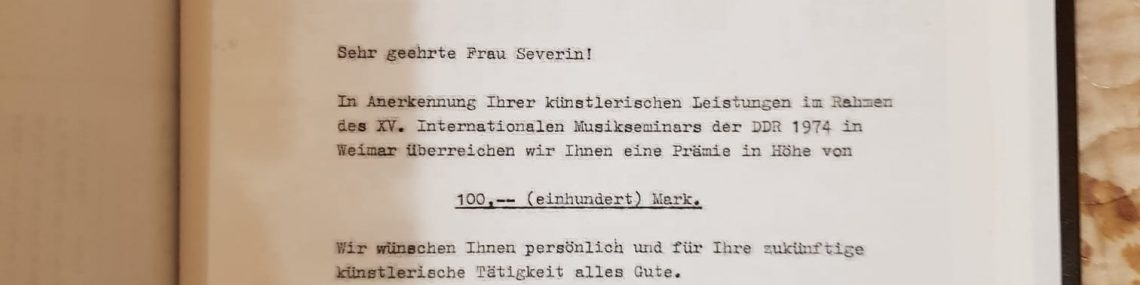 Sehr geehrte Frau Severin!
In Anerkennung Ihrer künstlerischen Leistungen im Rahmen
des XV. Internationalen Musikseminars der DDR 1974 in
Weimar überreichen wir Ihnen eine Prämie in Höhe von
100,-- (einhundert) Mark.
Wir wünschen Ihnen persönlich und für Ihre zukünftige
künstlerische Tätigkeit alles Gute.